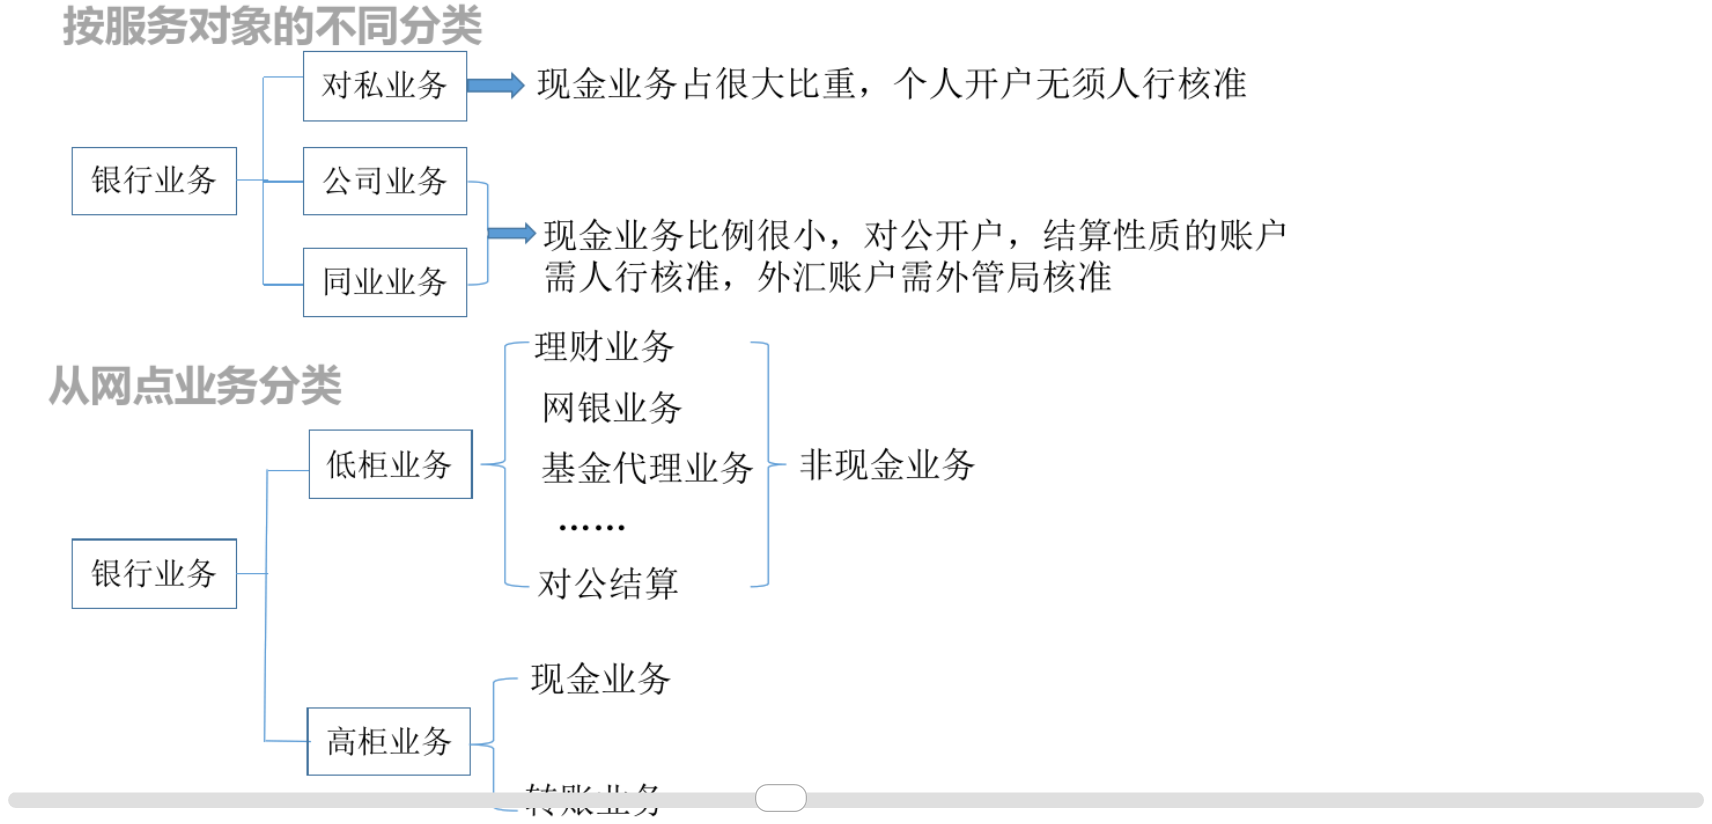 按服务对象的不同分类
对私业务
现金业务占很大比重，个人开户无须人行核准
银行业务
公司业务
现金业务比例很小，对公开户，结算性质的账户
需人行核准，外汇账户需外管局核准
同业业务
从网点业务分类
理财业务
网银业务
低柜业务
基金代理业务
非现金业务
……
银行业务
对公结算
现金业务
高柜业务
转账业务